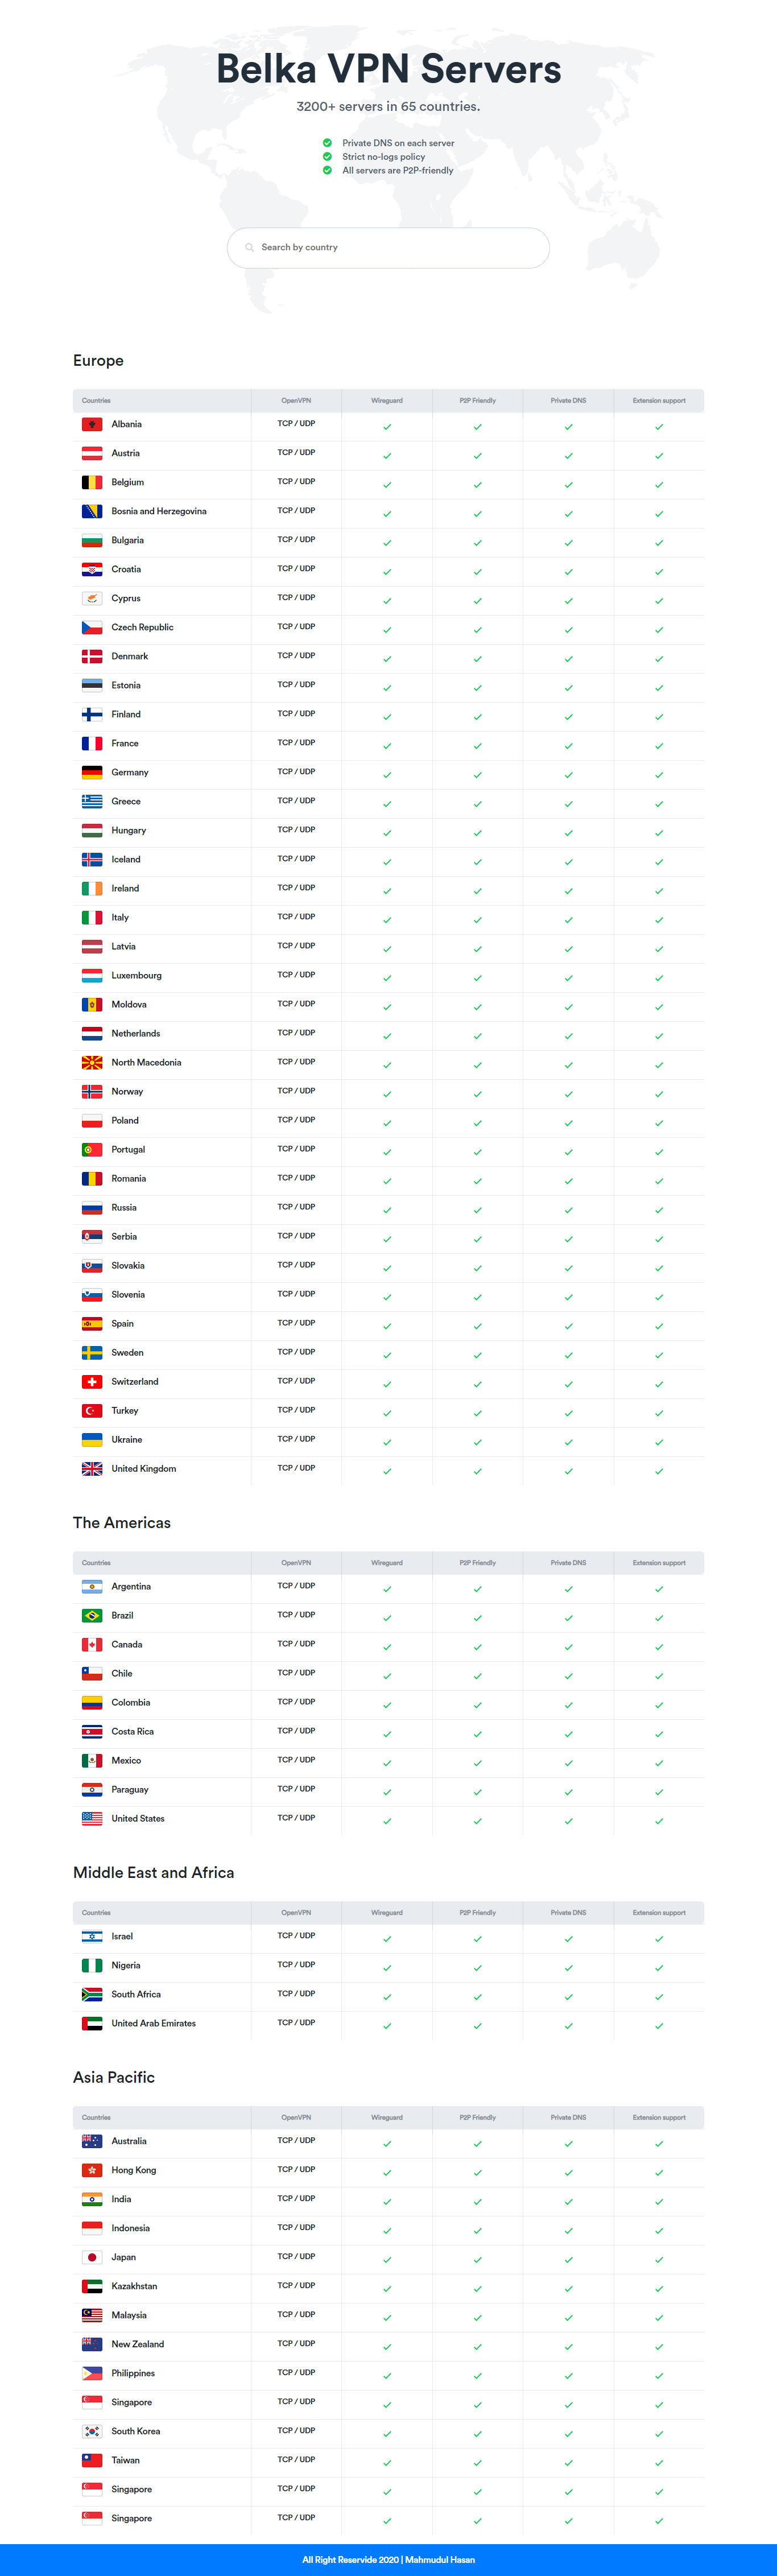 Belka VPN Servers
3200+ servers in 65 countries.
Private DNS on each server
Strict no-logs policy
All servers are P2P-friendly
Search by country
Europe
Countries OpenVPN Wireguard P2P Friendly Private DNS Extension support
Albania TCP / UDP
Austria TCP / UDP
Belgium TCP / UDP
Bosnia and Herzegovina TCP / UDP
Bulgaria TCP / UDP
Croatia TCP / UDP
Cyprus TCP / UDP
Czech Republic TCP / UDP
Denmark TCP / UDP
Estonia TCP / UDP
Finland TCP / UDP
France TCP / UDP
Germany TCP / UDP
Greece TCP / UDP
Hungary TCP / UDP
Iceland TCP / UDP
Ireland TCP / UDP
Italy TCP / UDP
Latvia TCP / UDP
Luxembourg TCP / UDP
Moldova TCP / UDP
Netherlands TCP / UDP
North Macedonia TCP / UDP
Norway TCP / UDP
Poland TCP / UDP
Portugal TCP / UDP
Romania TCP / UDP
Russia TCP / UDP
Serbia TCP / UDP
Slovakia TCP / UDP
Slovenia TCP / UDP
Spain TCP / UDP
Sweden TCP / UDP
Switzerland TCP / UDP
Turkey TCP / UDP
Ukraine TCP / UDP
United Kingdom TCP / UDP
The Americas
Countries OpenVPN Wireguard P2P Friendly Private DNS Extension support
Argentina TCP / UDP
Brazil TCP / UDP
Canada TCP / UDP
Chile TCP / UDP
Colombia TCP / UDP
Costa Rica TCP / UDP
Mexico TCP / UDP
Paraguay TCP / UDP
United States TCP / UDP
Middle East and Africa
Countries OpenVPN Wireguard P2P Friendly Private DNS Extension support
Israel TCP / UDP
Nigeria TCP / UDP
South Africa TCP / UDP
United Arab Emirates TCP / UDP
Asia Pacific
Countries OpenVPN Wireguard P2P Friendly Private DNS Extension support
Australia TCP / UDP
Hong Kong TCP / UDP
India TCP / UDP
Indonesia TCP / UDP
Japan TCP / UDP
Kazakhstan TCP / UDP
Malaysia TCP / UDP
New Zealand TCP / UDP
Philippines TCP / UDP
Singapore TCP / UDP
South Korea TCP / UDP
Taiwan TCP / UDP
Singapore TCP / UDP
Singapore TCP / UDP
All Right Reservide 2020 | Mahmudul Hasan